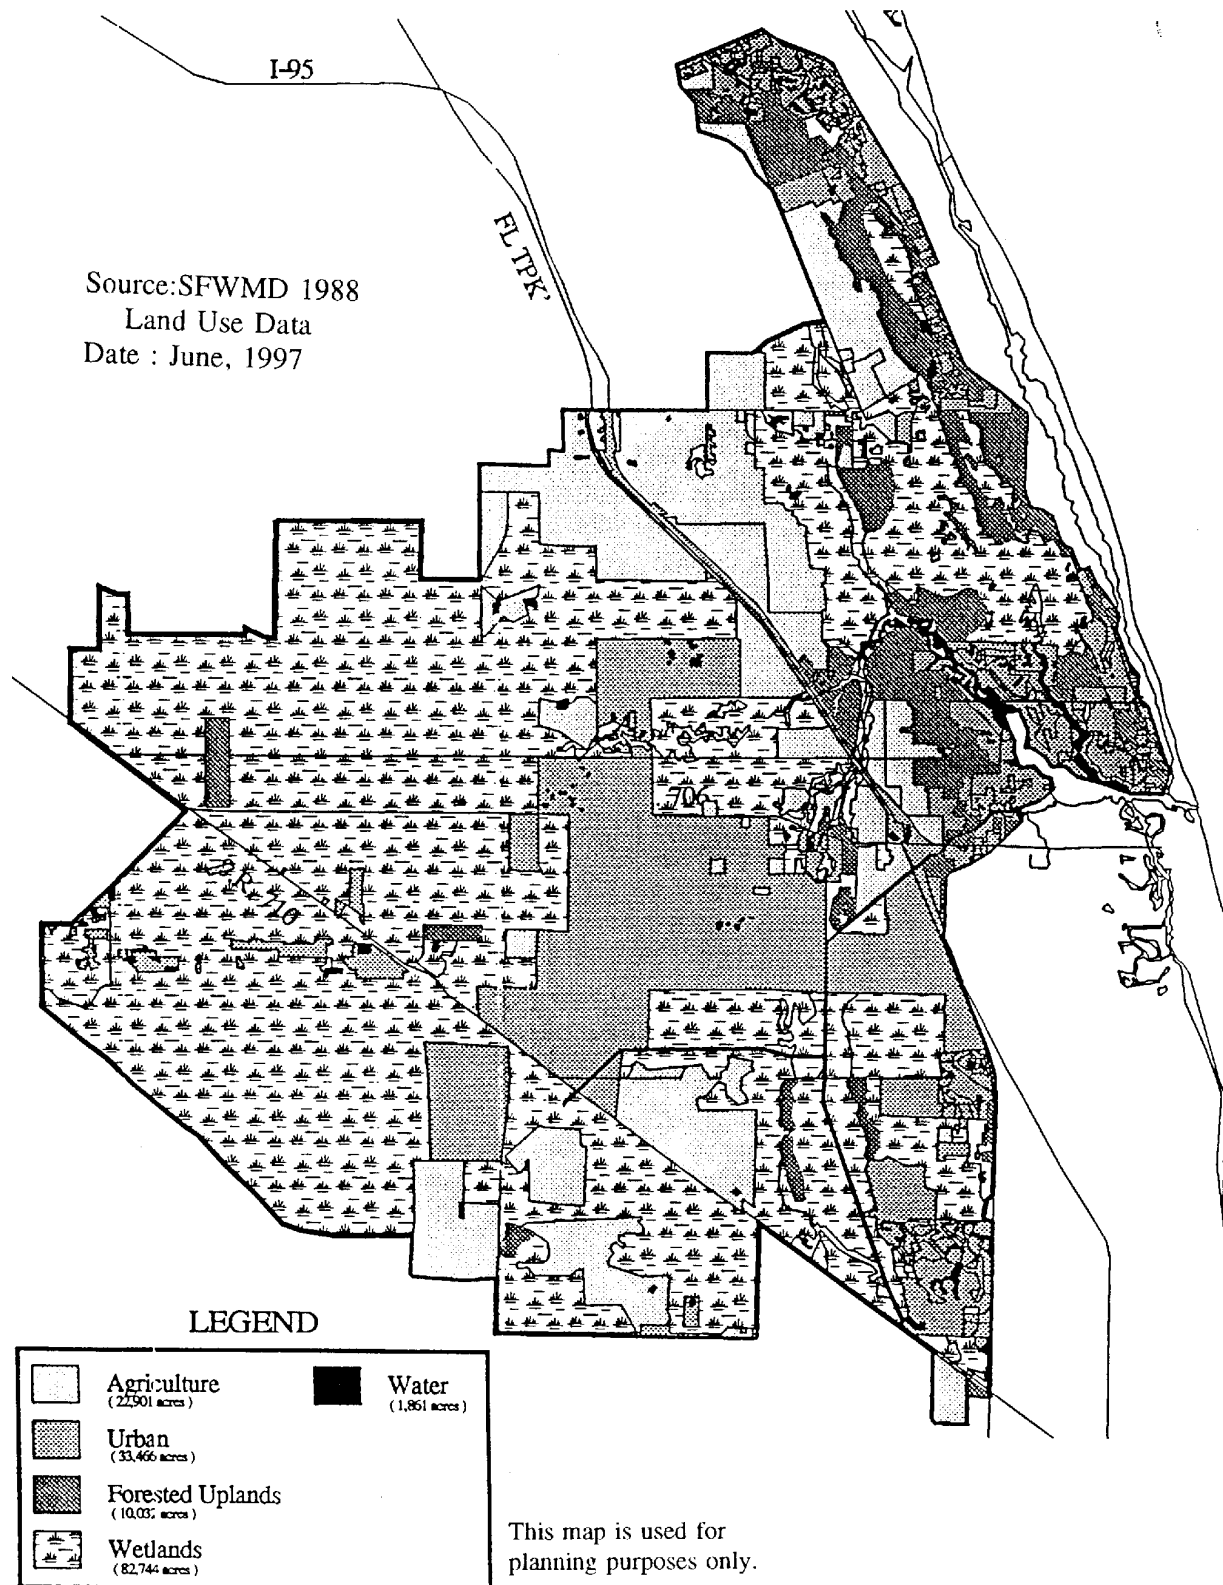 I-95
FL TPK'
Source:SFWMD 1988
Land Use Data
Date : June, 1997
706
S.R. 710
LEGEND
Agriculture
(22,901 acres)
Urban
(33,466 acres)
Forested Uplands
acres)
Wetlands
(82,744 acres)
Water
(1,861 acres)
This map is used for
planning purposes only.